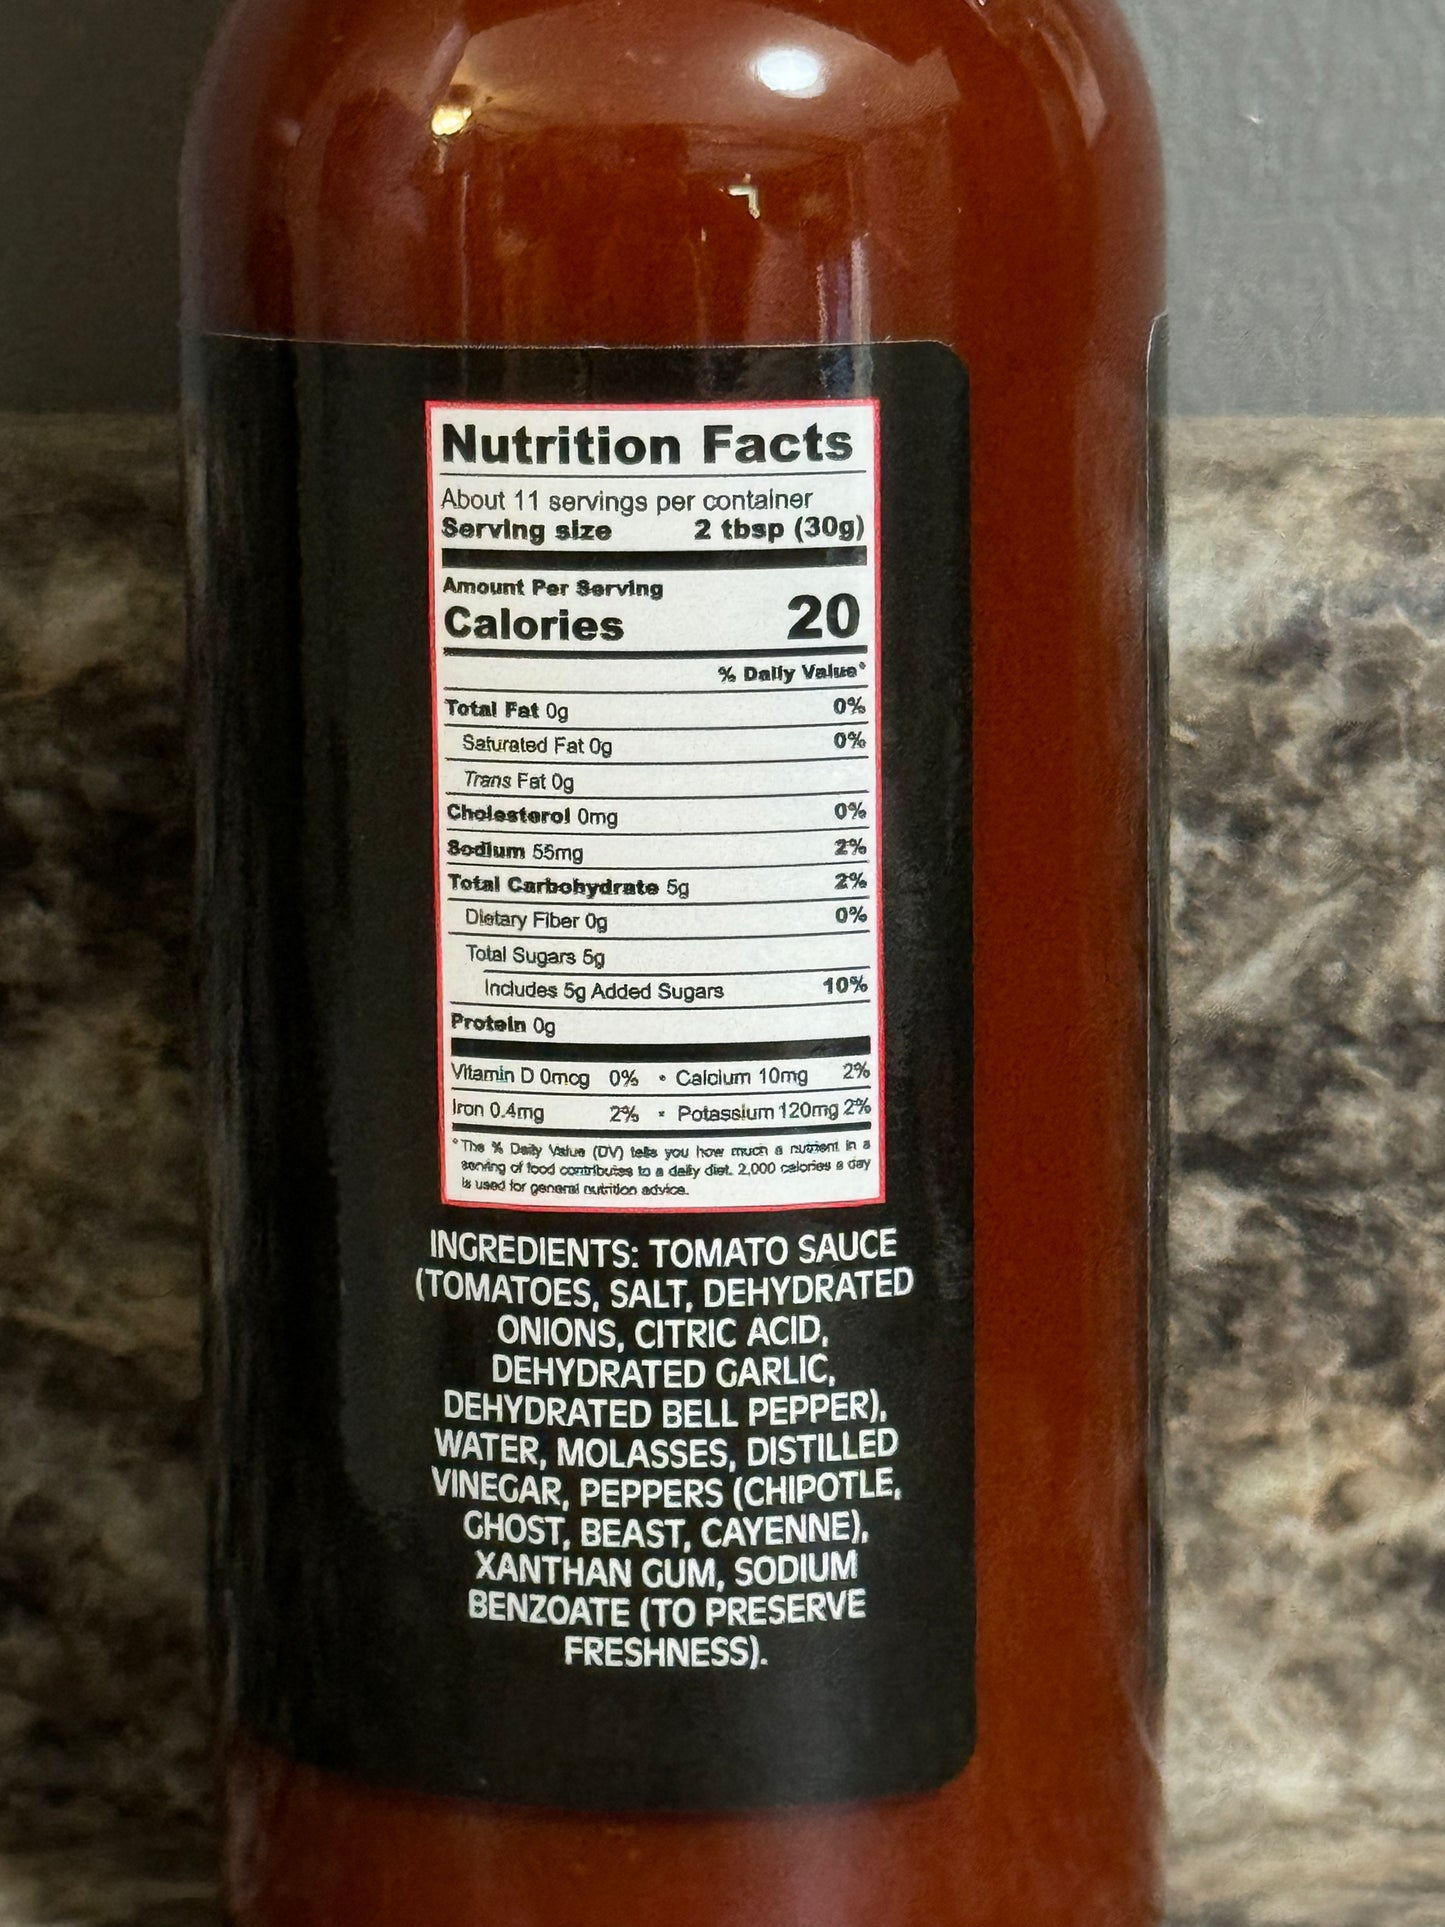 Nutrition Facts
About 11 servings per container
Serving size 2 tbsp (30g)
Amount Per Serving
Calories 20
% Daily Value*
Total Fat 0g 0%
Saturated Fat 0g 0%
Trans Fat 0g
Cholesterol 0mg 0%
Sodium 55mg 2%
Total Carbohydrate 5g 2%
Dietary Fiber 0g 0%
Total Sugars 5g
Includes 5g Added Sugars 10%
Protein 0g
Vitamin D 0mcg 0% • Calcium 10mg 2%
Iron 0.4mg 2% • Potassium 120mg 2%
*The % Daily Value (DV) tells you how much a nutrient in a
serving of food contributes to a daily diet. 2,000 calories a day
is used for general nutrition advice.
INGREDIENTS: TOMATO SAUCE
(TOMATOES, SALT, DEHYDRATED
ONIONS, CITRIC ACID,
DEHYDRATED GARLIC,
DEHYDRATED BELL PEPPER),
WATER, MOLASSES, DISTILLED
VINEGAR, PEPPERS (CHIPOTLE,
GHOST, BEAST, CAYENNE),
XANTHAN GUM, SODIUM
BENZOATE (TO PRESERVE
FRESHNESS).